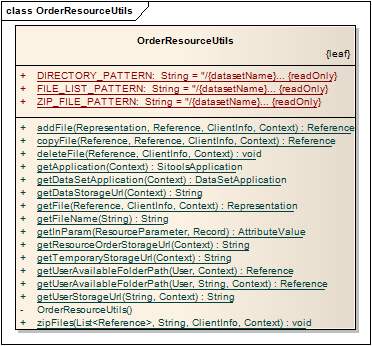 class OrderResourceUtils
OrderResourceUtils
{leaf}
+ DIRECTORY_PATTERN: String = "/{datasetName}... {readOnly}
+ FILE_LIST_PATTERN: String = "/{datasetName}... {readOnly}
+ ZIP_FILE_PATTERN: String = "/{datasetName}... {readOnly}
+ addFile(Representation, Reference, ClientInfo, Context) : Reference
+ copyFile(Reference, Reference, ClientInfo, Context) : Reference
+ deleteFile(Reference, ClientInfo, Context) : void
+ getApplication(Context) : SitoolsApplication
+ getDataSetApplication(Context) : DataSetApplication
+ getDataStorageUrl(Context) : String
+ getFile(Reference, ClientInfo, Context) : Representation
+ getFileName(String) : String
+ getInParam(ResourceParameter, Record) : AttributeValue
+ getResourceOrderStorageUrl(Context) : String
+ getTemporaryStorageUrl(Context) : String
+ getUserAvailableFolderPath(User, Context) : Reference
+ getUserAvailableFolderPath(User, String, Context) : Reference
+ getUserStorageUrl(String, Context) : String
- OrderResourceUtils()
+ zipFiles(List<Reference>, String, ClientInfo, Context) : void